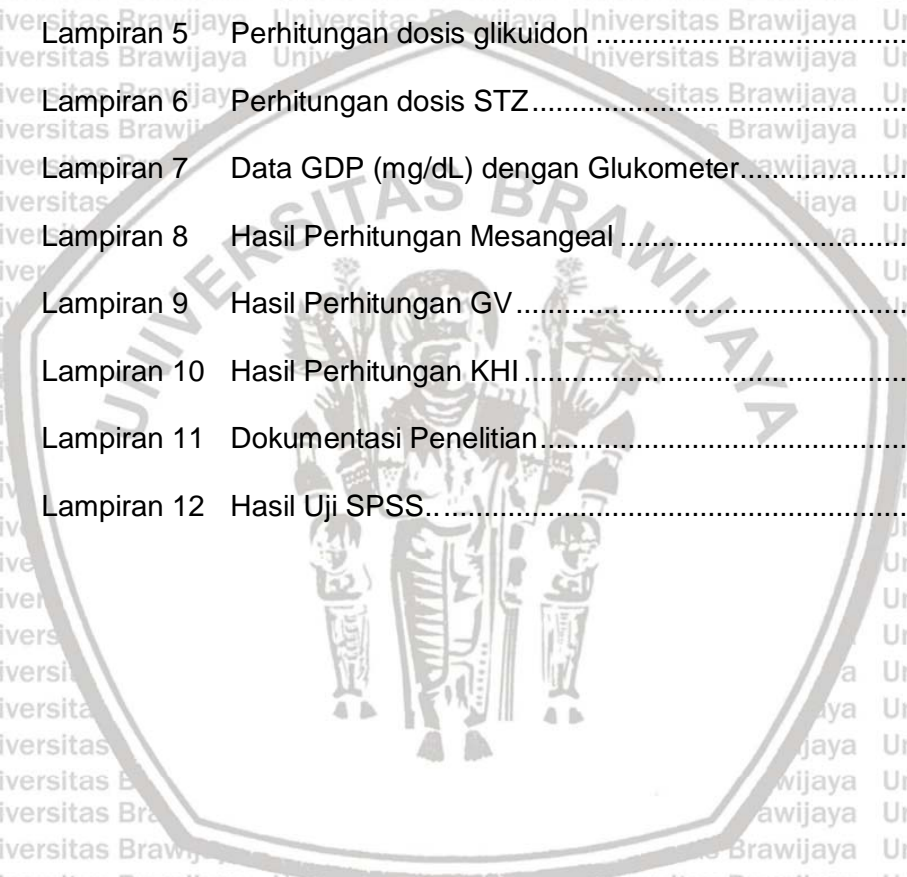 Lampiran 5 Perhitungan dosis glikuidon ...................................
Lampiran 6 Perhitungan dosis STZ..........................................
Lampiran 7 Data GDP (mg/dL) dengan Glukometer...................
Lampiran 8 Hasil Perhitungan Mesangeal ................................
Lampiran 9 Hasil Perhitungan GV ............................................
Lampiran 10 Hasil Perhitungan KHI ...........................................
Lampiran 11 Dokumentasi Penelitian .........................................
Lampiran 12 Hasil Uji SPSS.. ....................................................
UNIVERSITAS BRAWIJAYA